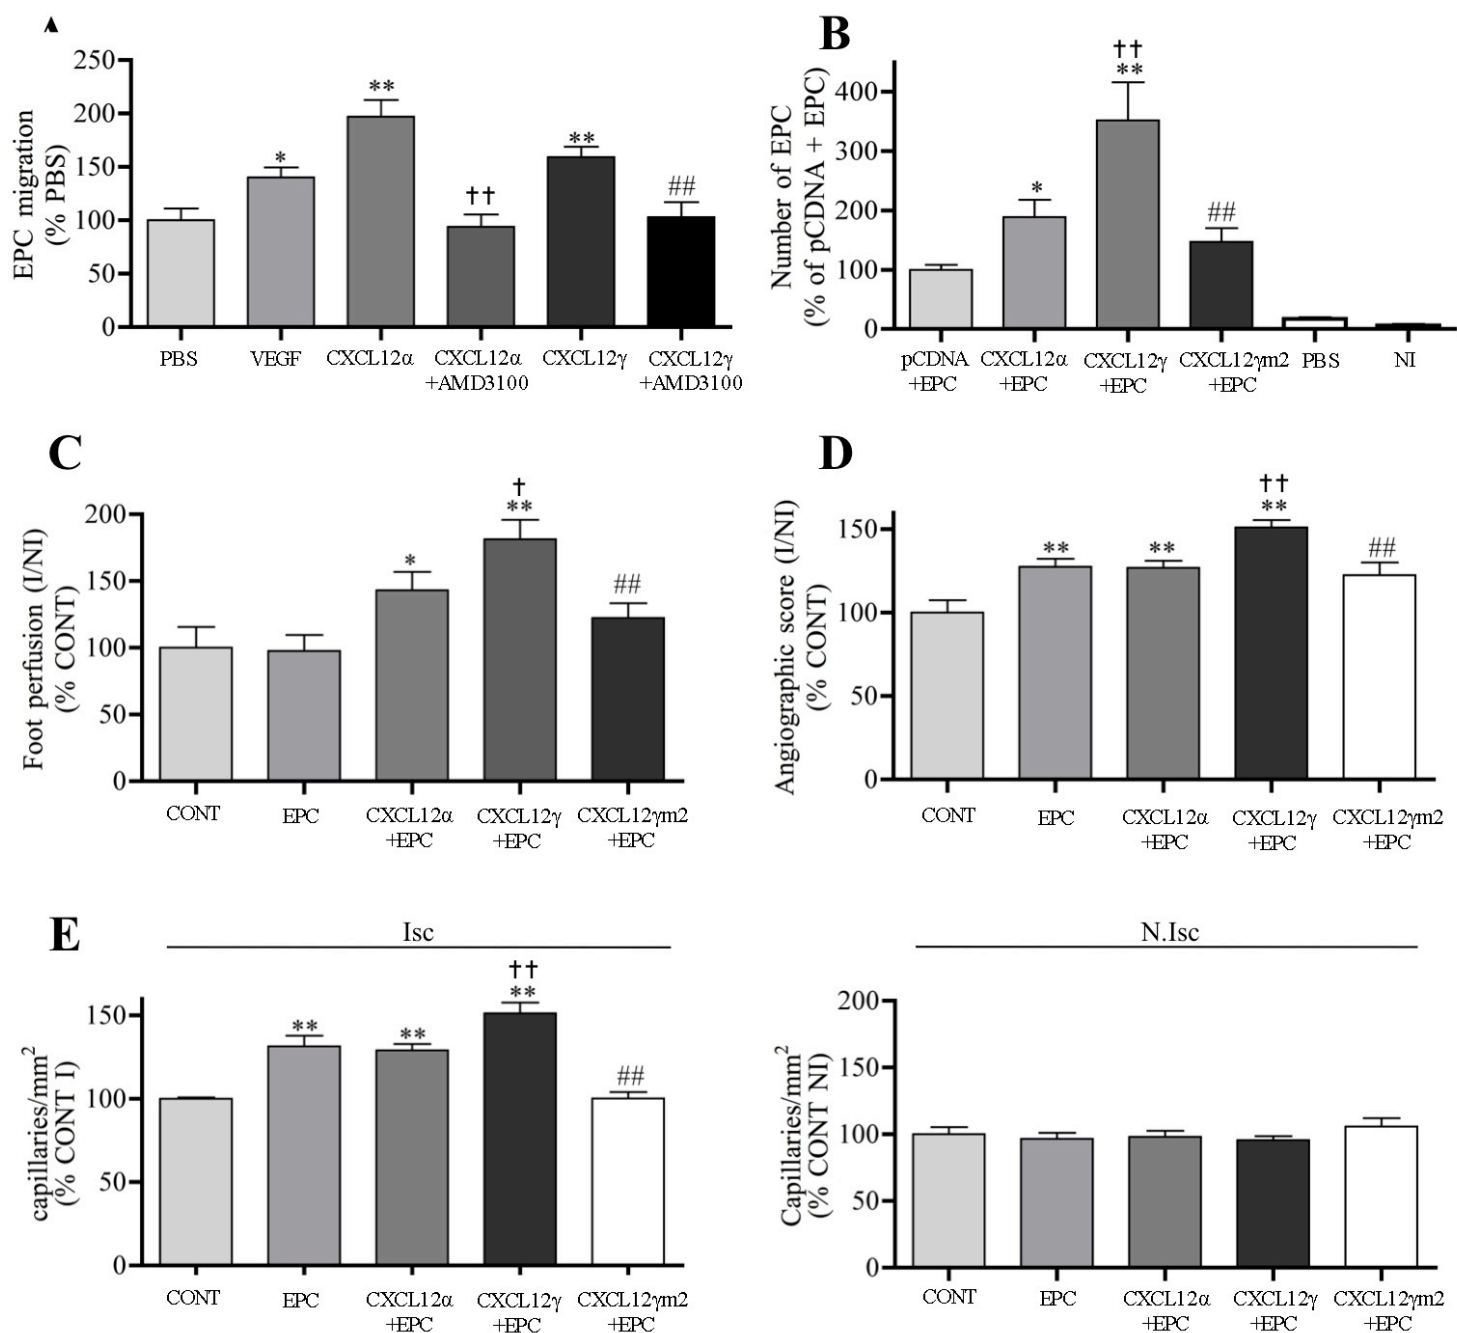 A
EPC migration
(% PBS)
250
200
150
100
50
0
*
**
††
**
##
PBS
VEGF
CXCL12α
CXCL12α
+AMD3100
CXCL12γ
CXCL12γ
+AMD3100
B
Number of EPC
(% of pCDNA + EPC)
400
300
200
100
0
*
††
**
##
pCDNA
+EPC
CXCL12α
+EPC
CXCL12γ
+EPC
CXCL12γm2
+EPC
PBS
NI
C
Foot perfusion (I/NI)
(% CONT)
200
150
100
50
0
*
†
**
##
CONT
EPC
CXCL12α
+EPC
CXCL12γ
+EPC
CXCL12γm2
+EPC
D
Angiographic score (I/NI)
(% CONT)
150
100
50
0
**
**
††
**
##
CONT
EPC
CXCL12α
+EPC
CXCL12γ
+EPC
CXCL12γm2
+EPC
E
Isc
capillaries/mm²
(% CONT I)
150
100
50
0
**
**
††
**
##
CONT
EPC
CXCL12α
+EPC
CXCL12γ
+EPC
CXCL12γm2
+EPC
N.Isc
Capillaries/mm²
(% CONT NI)
200
150
100
50
0
CONT
EPC
CXCL12α
+EPC
CXCL12γ
+EPC
CXCL12γm2
+EPC